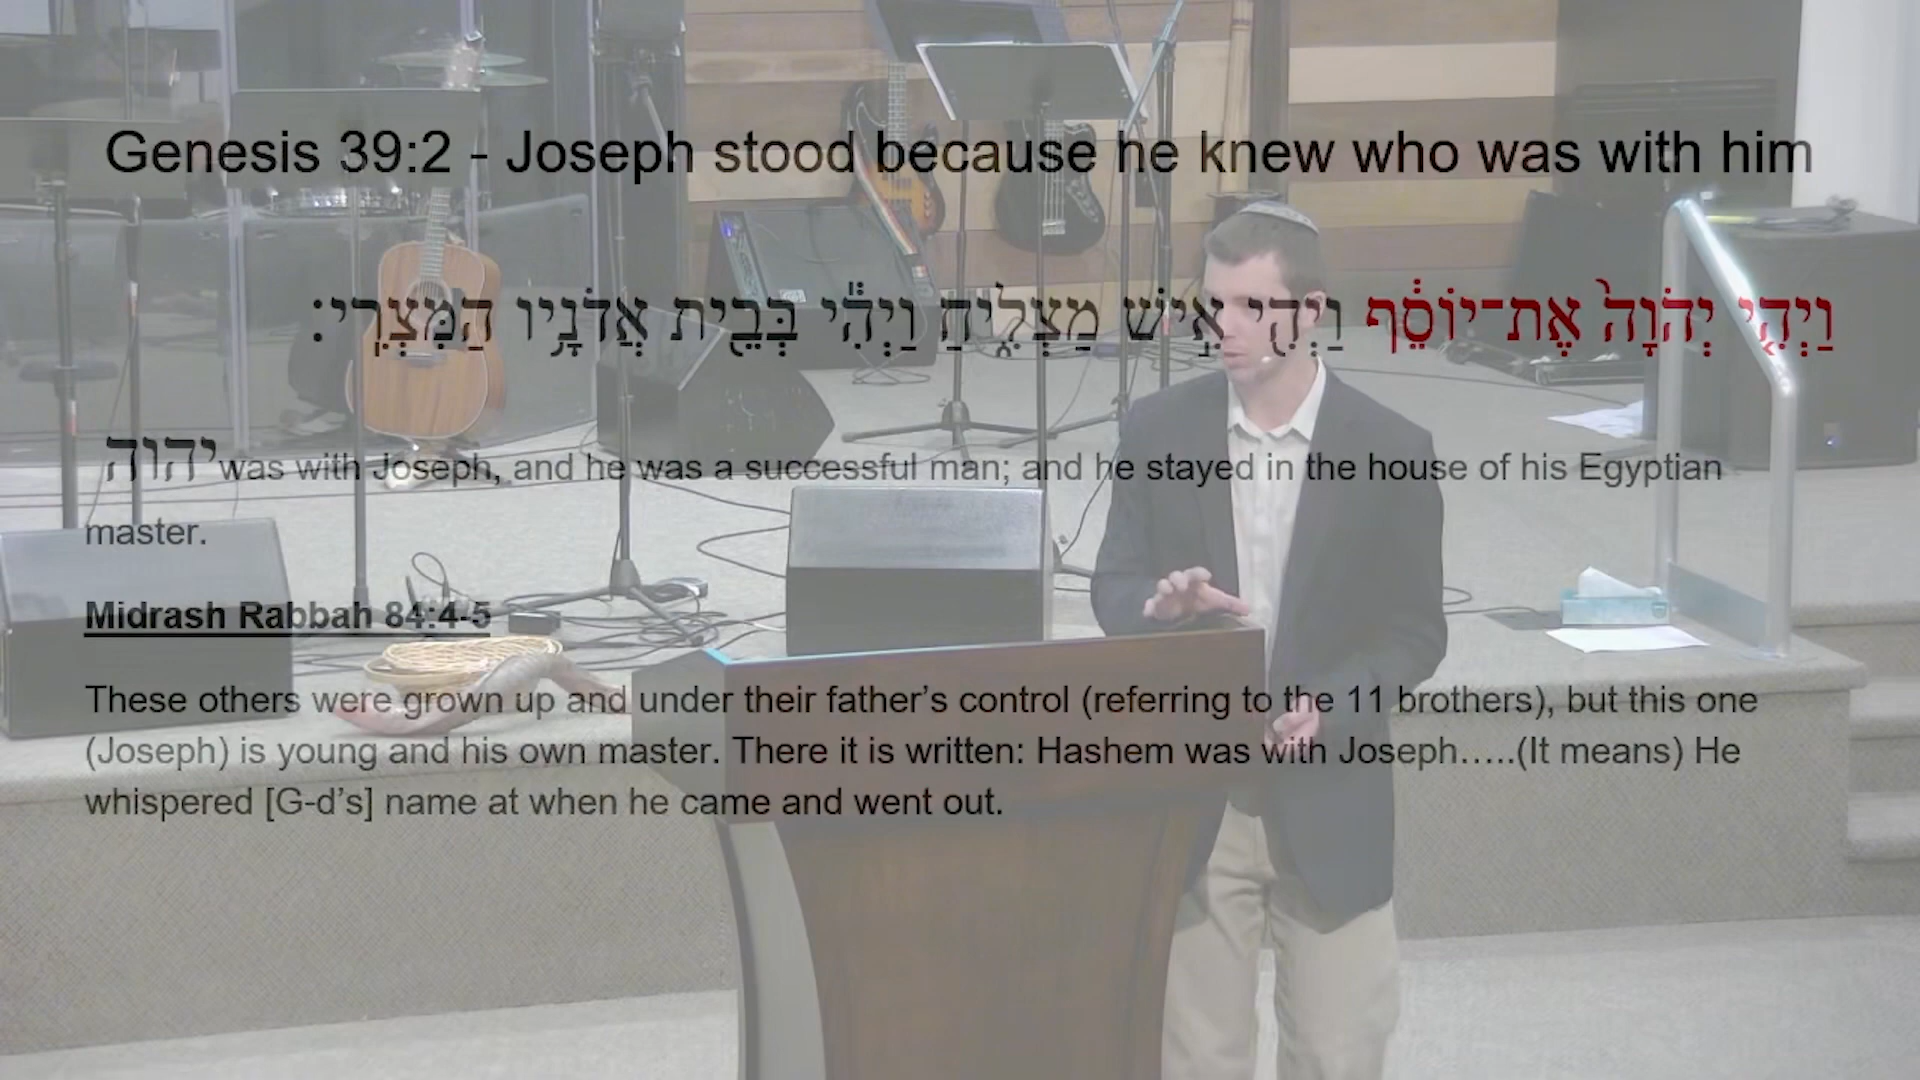 Genesis 39:2 - Joseph stood because he knew who was with him
וַיְהִ֤י יְהֹוָה֙ אֶת־יוֹסֵ֔ף וַיְהִ֖י אִ֣ישׁ מַצְלִ֑יחַ וַיְהִ֕י בְּבֵ֖ית אֲדֹנָ֥יו הַמִּצְרִֽי׃
יהוה was with Joseph, and he was a successful man; and he stayed in the house of his Egyptian
master.
Midrash Rabbah 84:4-5
These others were grown up and under their father’s control (referring to the 11 brothers), but this one
(Joseph) is young and his own master. There it is written: Hashem was with Joseph…..(It means) He
whispered [G-d’s] name at when he came and went out.